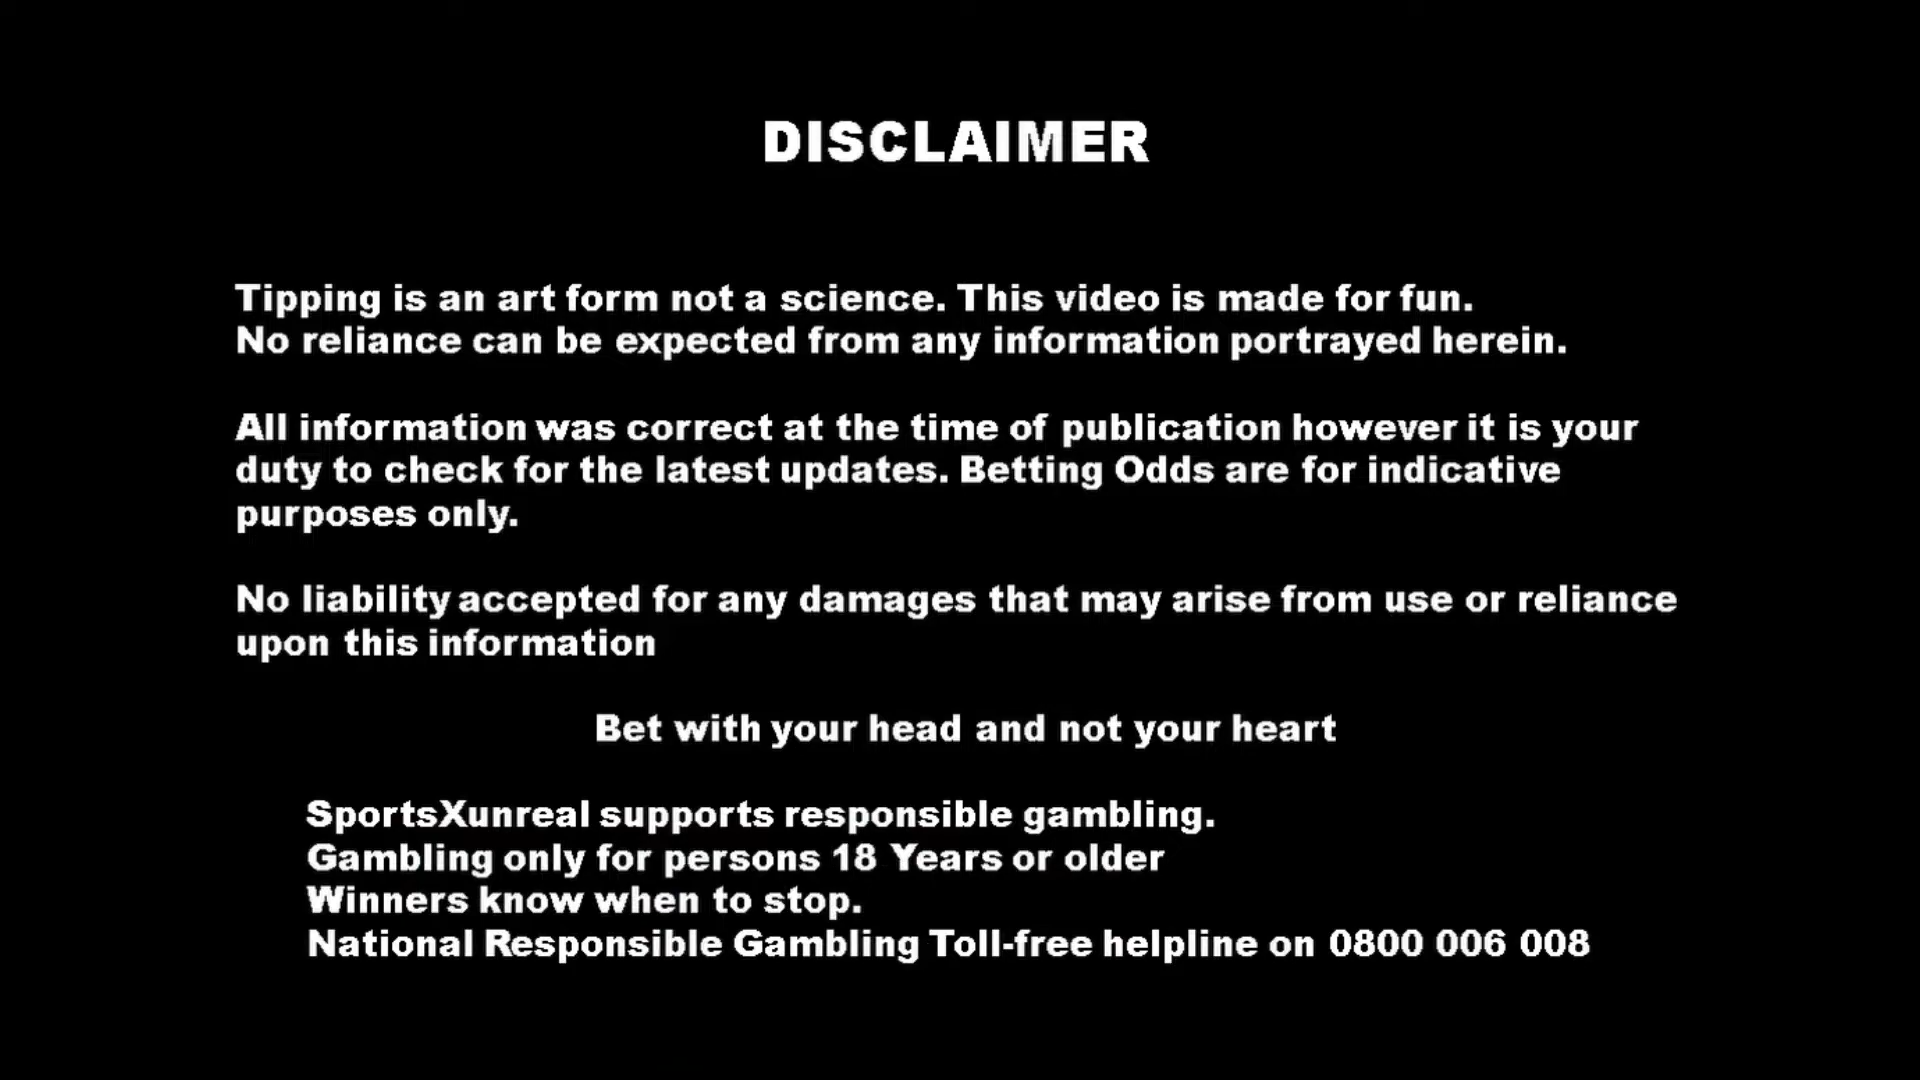 DISCLAIMER
Tipping is an art form not a science. This video is made for fun.
No reliance can be expected from any information portrayed herein.
All information was correct at the time of publication however it is your
duty to check for the latest updates. Betting Odds are for indicative
purposes only.
No liability accepted for any damages that may arise from use or reliance
upon this information
Bet with your head and not your heart
SportsXunreal supports responsible gambling.
Gambling only for persons 18 Years or older
Winners know when to stop.
National Responsible Gambling Toll-free helpline on 0800 006 008